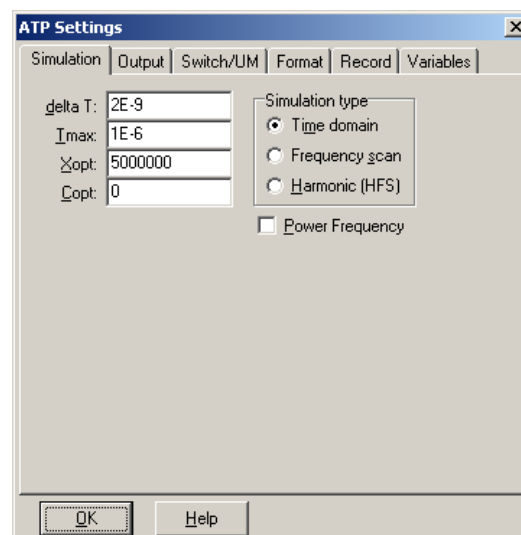 ATP Settings
Simulation Output Switch/UM Format Record Variables
delta T: 2E-9
Tmax: 1E-6
Xopt: 5000000
Copt: 0
Simulation type
Time domain
Frequency scan
Harmonic (HFS)
Power Frequency
OK Help